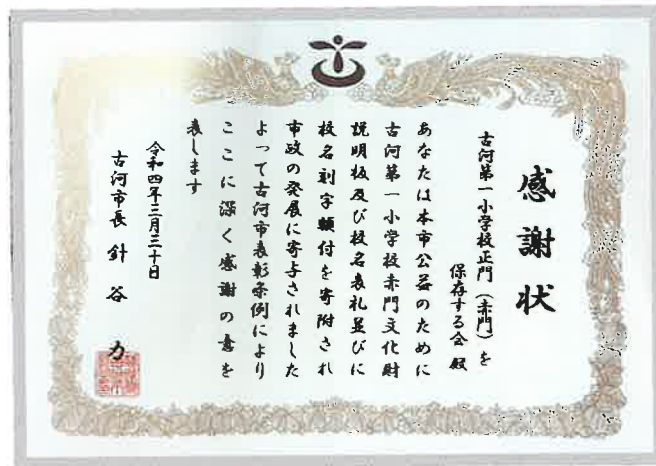 感謝状
古河第一小学校正門（赤門）を
保存する会 殿
あなたは本市公益のために
古河第一小学校赤門文化財
説明板及び校名表札並びに
校名刻字額付を寄附され
市政の発展に寄与されました
よって古河市表彰条例により
ここに深く感謝の意を
表します
令和四年三月三十日
古河市長 針谷 力